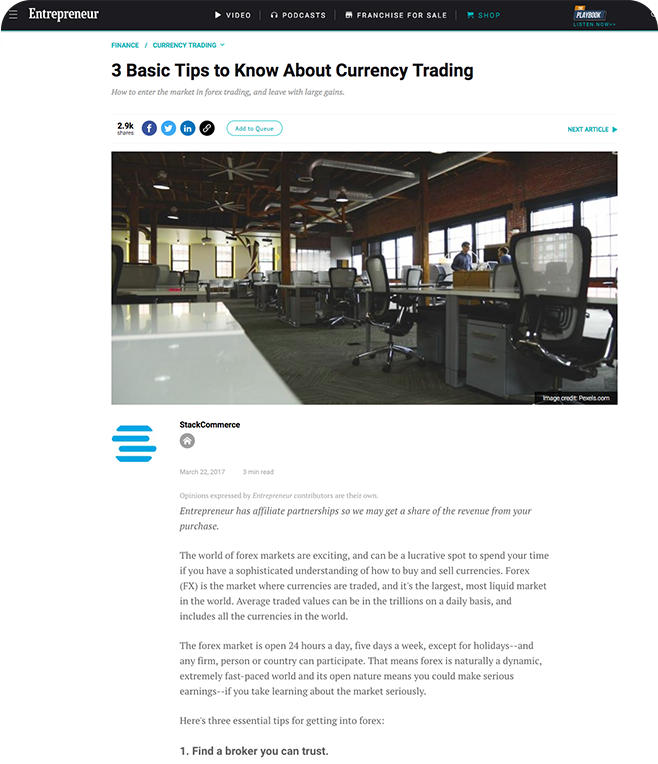 Entrepreneur
VIDEO
PODCASTS
FRANCHISE FOR SALE
SHOP
THE
PLAYBOOK
LISTEN NOW>>
FINANCE / CURRENCY TRADING
3 Basic Tips to Know About Currency Trading
How to enter the market in forex trading, and leave with large gains.
2.9k
shares
Add to Queue
NEXT ARTICLE
Image credit: Pexels.com
StackCommerce
March 22, 2017 3 min read
Opinions expressed by Entrepreneur contributors are their own.
Entrepreneur has affiliate partnerships so we may get a share of the revenue from your
purchase.
The world of forex markets are exciting, and can be a lucrative spot to spend your time
if you have a sophisticated understanding of how to buy and sell currencies. Forex
(FX) is the market where currencies are traded, and it's the largest, most liquid market
in the world. Average traded values can be in the trillions on a daily basis, and
includes all the currencies in the world.
The forex market is open 24 hours a day, five days a week, except for holidays--and
any firm, person or country can participate. That means forex is naturally a dynamic,
extremely fast-paced world and its open nature means you could make serious
earnings--if you take learning about the market seriously.
Here's three essential tips for getting into forex:
1. Find a broker you can trust.